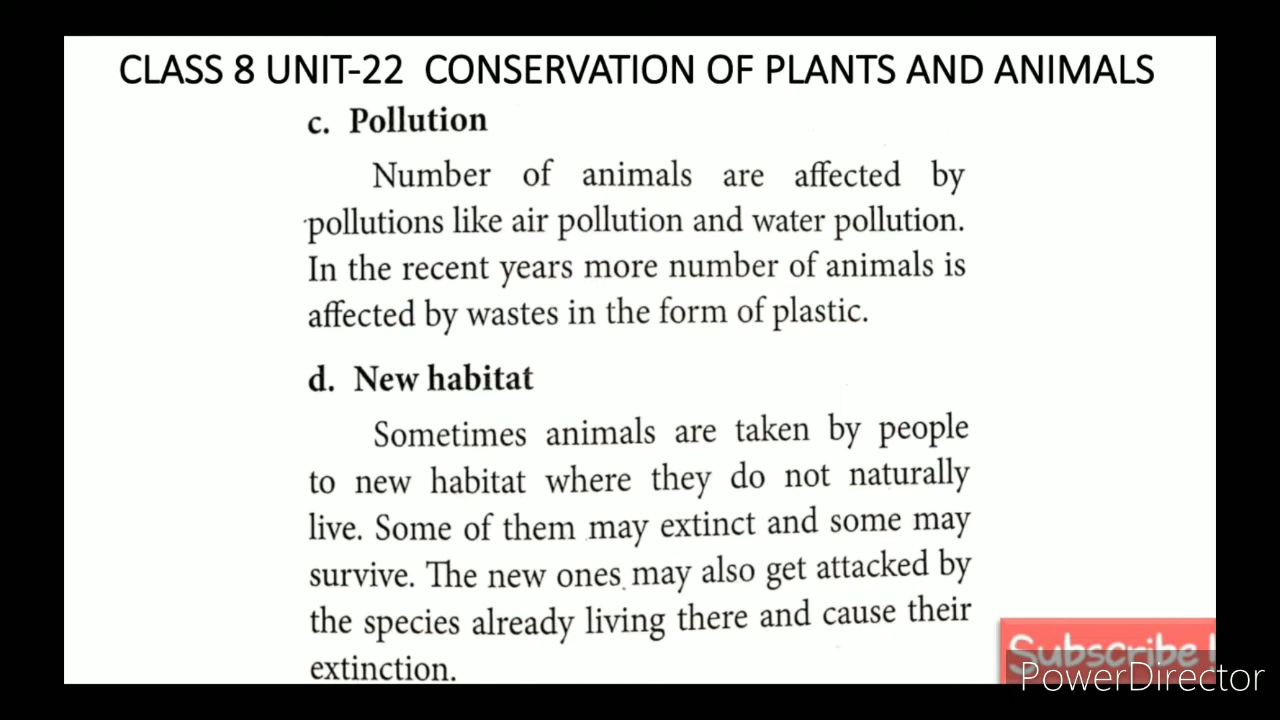 CLASS 8 UNIT-22 CONSERVATION OF PLANTS AND ANIMALS
c. Pollution
Number of animals are affected by
pollutions like air pollution and water pollution.
In the recent years more number of animals is
affected by wastes in the form of plastic.
d. New habitat
Sometimes animals are taken by people
to new habitat where they do not naturally
live. Some of them may extinct and some may
survive. The new ones may also get attacked by
the species already living there and cause their
extinction.
Subscribe !
PowerDirector